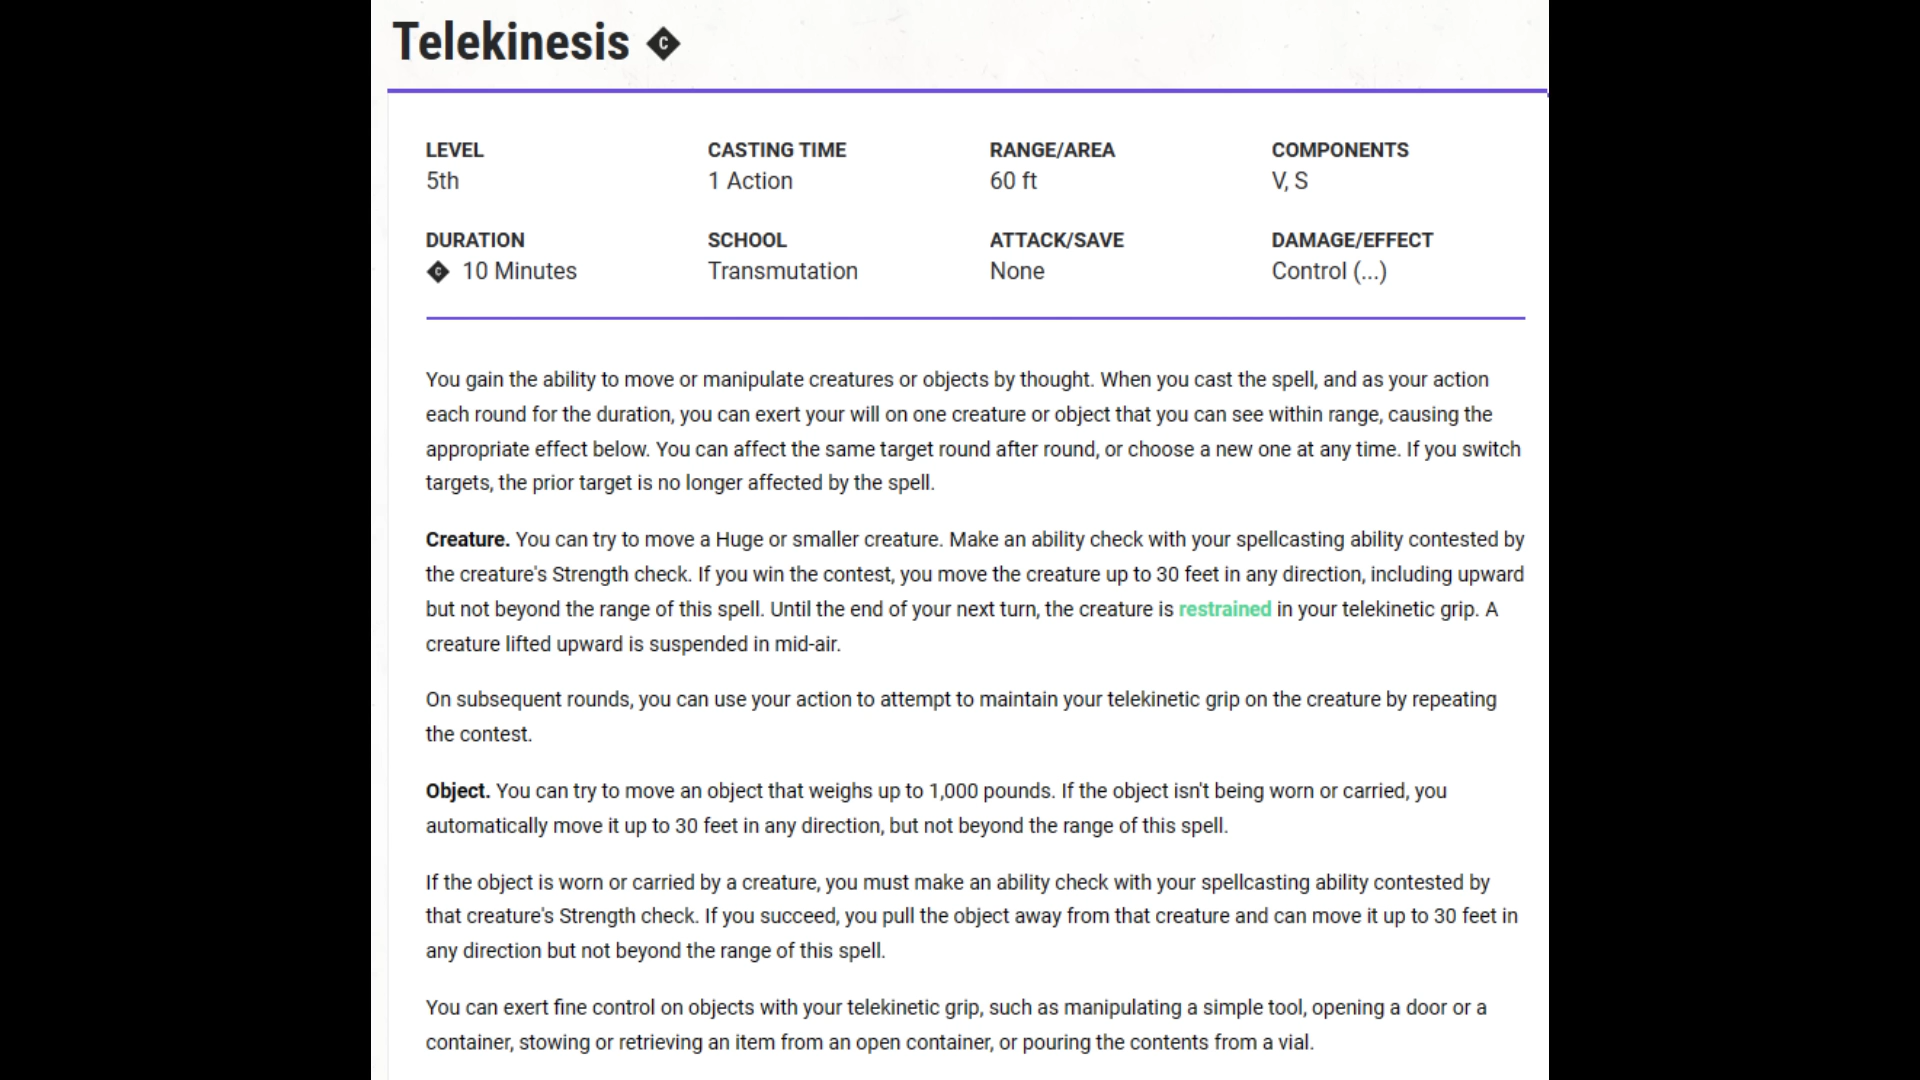 Telekinesis C
LEVEL CASTING TIME RANGE/AREA COMPONENTS
5th 1 Action 60 ft V, S
DURATION SCHOOL ATTACK/SAVE DAMAGE/EFFECT
C 10 Minutes Transmutation None Control (...)
You gain the ability to move or manipulate creatures or objects by thought. When you cast the spell, and as your action
each round for the duration, you can exert your will on one creature or object that you can see within range, causing the
appropriate effect below. You can affect the same target round after round, or choose a new one at any time. If you switch
targets, the prior target is no longer affected by the spell.
Creature. You can try to move a Huge or smaller creature. Make an ability check with your spellcasting ability contested by
the creature's Strength check. If you win the contest, you move the creature up to 30 feet in any direction, including upward
but not beyond the range of this spell. Until the end of your next turn, the creature is restrained in your telekinetic grip. A
creature lifted upward is suspended in mid-air.
On subsequent rounds, you can use your action to attempt to maintain your telekinetic grip on the creature by repeating
the contest.
Object. You can try to move an object that weighs up to 1,000 pounds. If the object isn't being worn or carried, you
automatically move it up to 30 feet in any direction, but not beyond the range of this spell.
If the object is worn or carried by a creature, you must make an ability check with your spellcasting ability contested by
that creature's Strength check. If you succeed, you pull the object away from that creature and can move it up to 30 feet in
any direction but not beyond the range of this spell.
You can exert fine control on objects with your telekinetic grip, such as manipulating a simple tool, opening a door or a
container, stowing or retrieving an item from an open container, or pouring the contents from a vial.